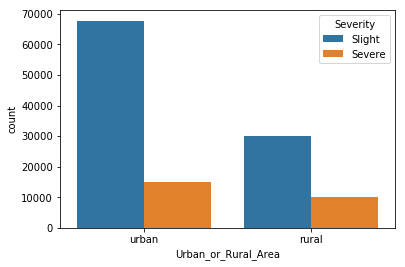 70000
60000
50000
40000
30000
20000
10000
0
count
Severity
Slight
Severe
urban
rural
Urban_or_Rural_Area